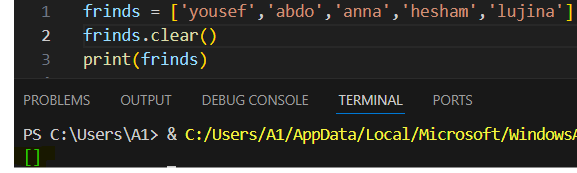 1 frinds = ['yousef','abdo','anna','hesham','lujina']
2 frinds.clear()
3 print(frinds)
PROBLEMS OUTPUT DEBUG CONSOLE TERMINAL PORTS
PS C:\Users\A1> & C:/Users/A1/AppData/Local/Microsoft/WindowsA
[]